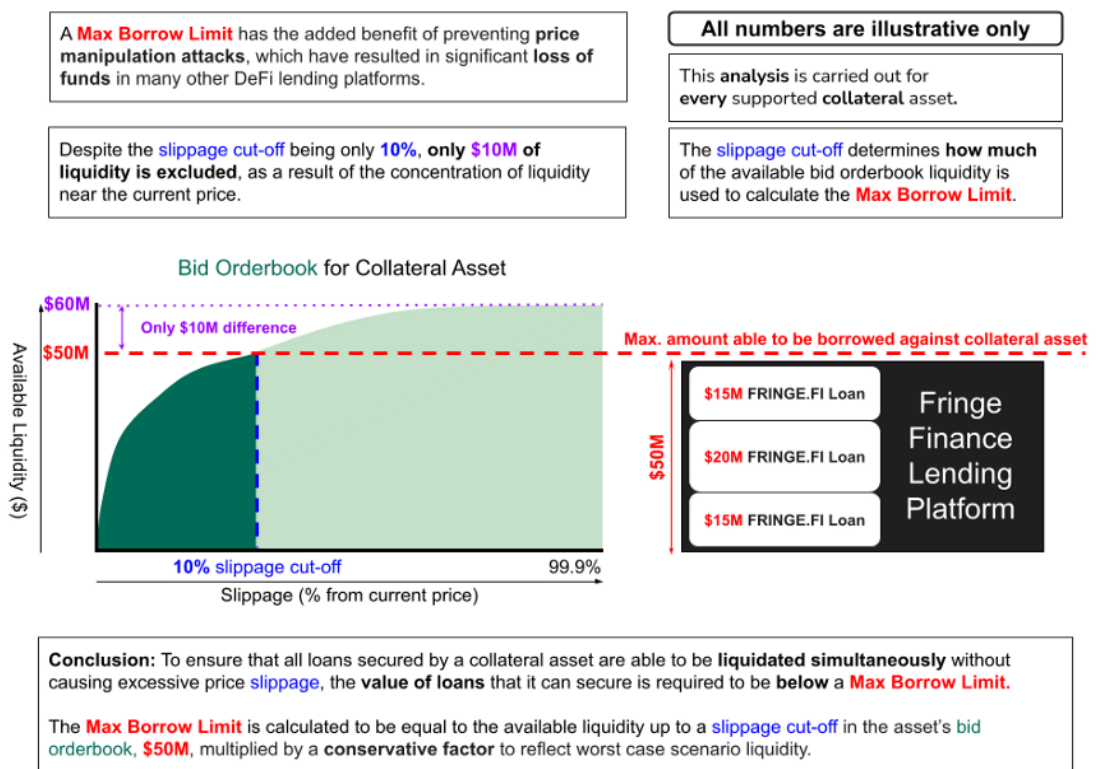 A Max Borrow Limit has the added benefit of preventing price
manipulation attacks, which have resulted in significant loss of
funds in many other DeFi lending platforms.
All numbers are illustrative only
This analysis is carried out for
every supported collateral asset.
Despite the slippage cut-off being only 10%, only $10M of
liquidity is excluded, as a result of the concentration of liquidity
near the current price.
The slippage cut-off determines how much
of the available bid orderbook liquidity is
used to calculate the Max Borrow Limit.
Bid Orderbook for Collateral Asset
$60M
Only $10M difference
$50M
Available Liquidity ($)
10% slippage cut-off
99.9%
Slippage (% from current price)
Max. amount able to be borrowed against collateral asset
$50M
$15M FRINGE.FI Loan
$20M FRINGE.FI Loan
$15M FRINGE.FI Loan
Fringe
Finance
Lending
Platform
Conclusion: To ensure that all loans secured by a collateral asset are able to be liquidated simultaneously without
causing excessive price slippage, the value of loans that it can secure is required to be below a Max Borrow Limit.
The Max Borrow Limit is calculated to be equal to the available liquidity up to a slippage cut-off in the asset's bid
orderbook, $50M, multiplied by a conservative factor to reflect worst case scenario liquidity.